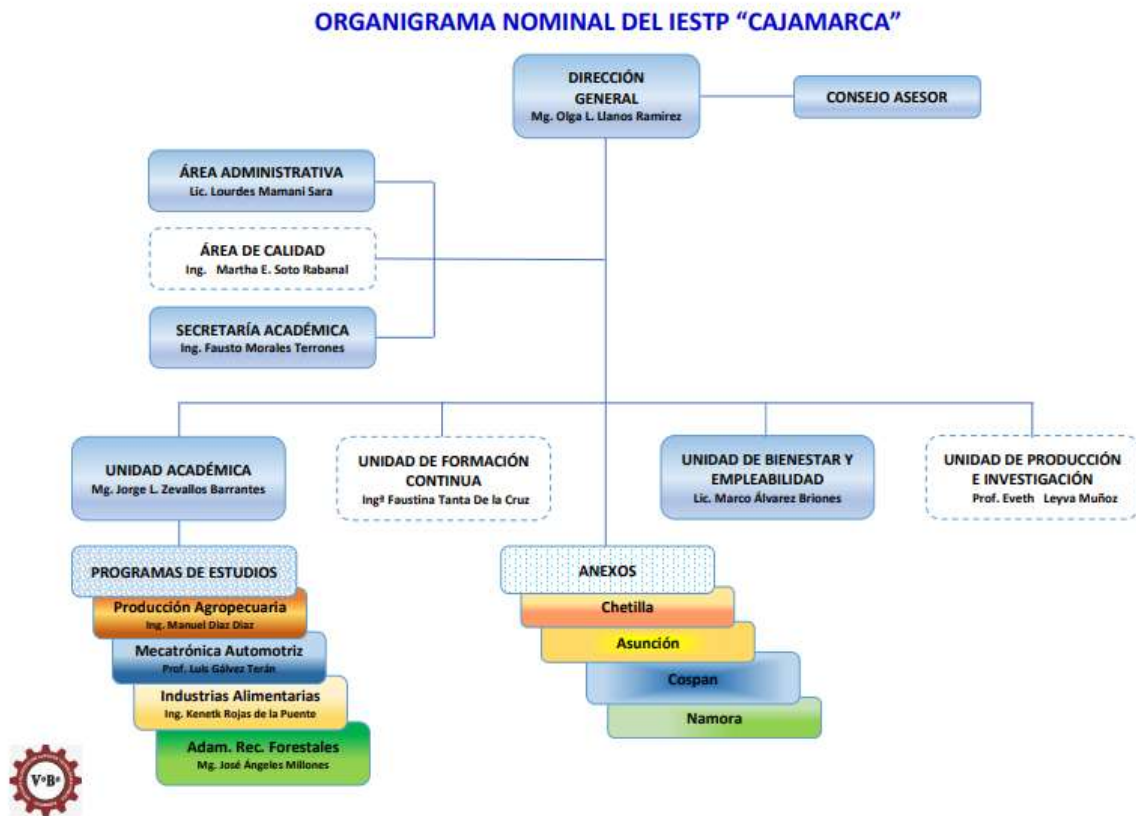 ORGANIGRAMA NOMINAL DEL IESTP “CAJAMARCA”
DIRECCIÓN
GENERAL
Mg. Olga L. Llanos Ramirez
CONSEJO ASESOR
ÁREA ADMINISTRATIVA
Lic. Lourdes Mamani Sara
ÁREA DE CALIDAD
Ing. Martha E. Soto Rabanal
SECRETARÍA ACADÉMICA
Ing. Fausto Morales Terrones
UNIDAD ACADÉMICA
Mg. Jorge L. Zevallos Barrantes
UNIDAD DE FORMACIÓN
CONTINUA
Ingª Faustina Tanta De la Cruz
UNIDAD DE BIENESTAR Y
EMPLEABILIDAD
Lic. Marco Álvarez Briones
UNIDAD DE PRODUCCIÓN
E INVESTIGACIÓN
Prof. Eveth Leyva Muñoz
PROGRAMAS DE ESTUDIOS
Producción Agropecuaria
Ing. Manuel Diaz Diaz
Mecatrónica Automotriz
Prof. Luis Gálvez Terán
Industrias Alimentarias
Ing. Kenetk Rojas de la Puente
Adam. Rec. Forestales
Mg. José Ángeles Millones
ANEXOS
Chetilla
Asunción
Cospan
Namora
VºBº